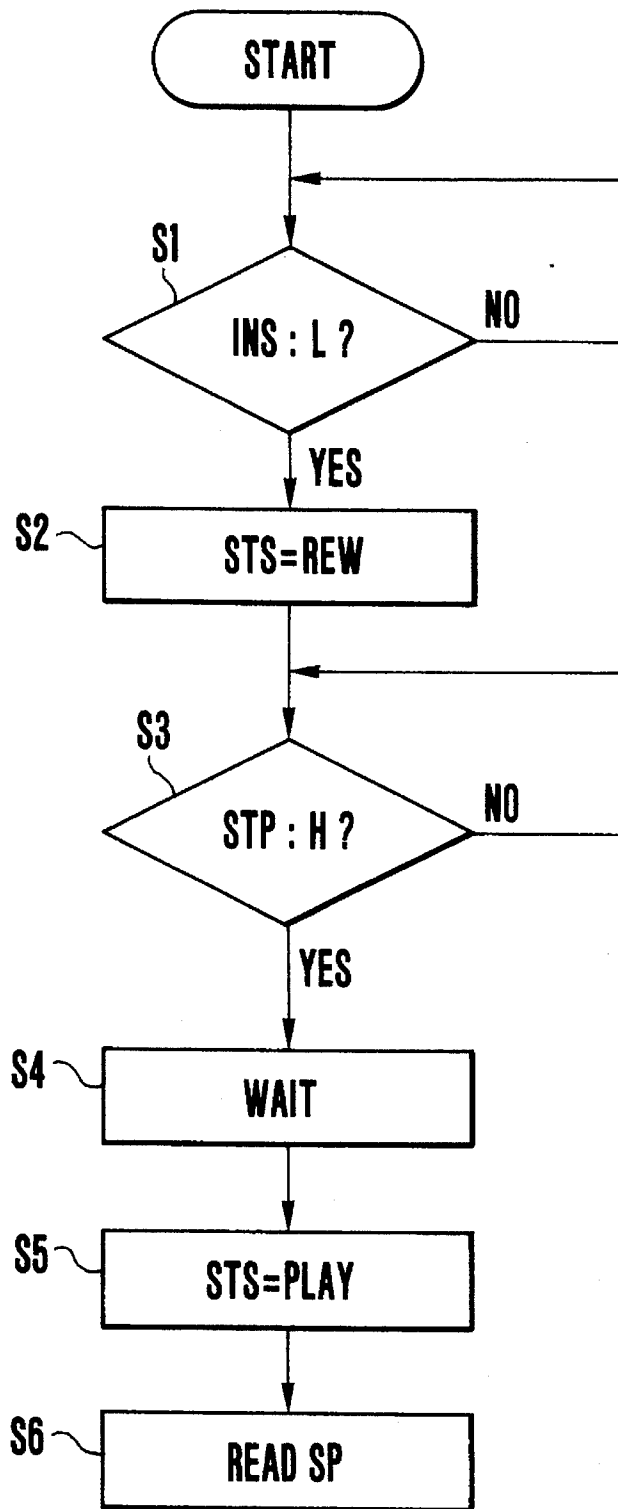 START
S1
INS : L ?
NO
YES
S2
STS=REW
S3
STP : H ?
NO
YES
S4
WAIT
S5
STS=PLAY
S6
READ SP